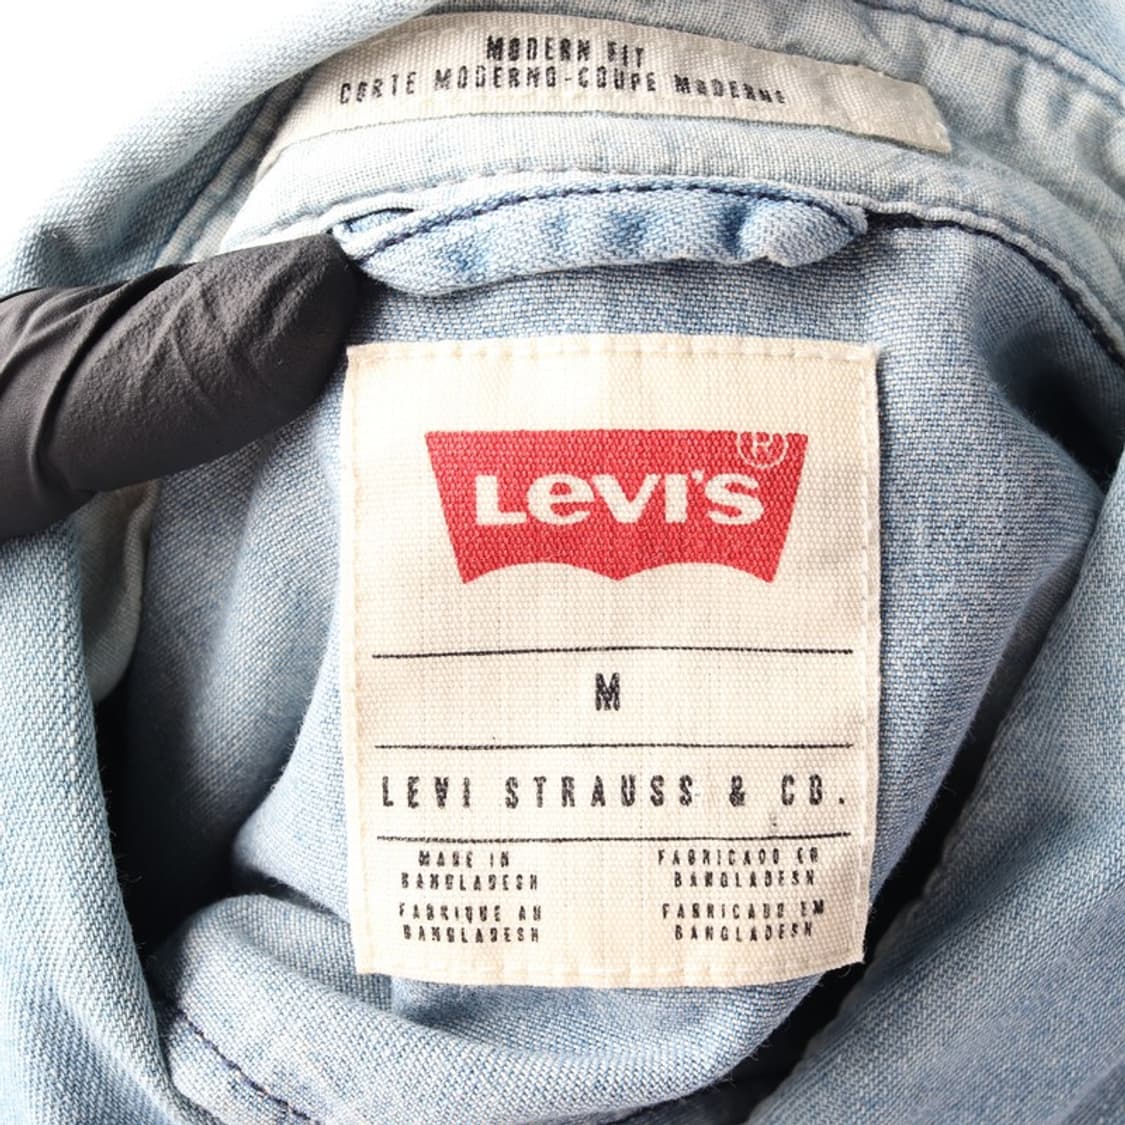 MODERN FIT
CORTE MODERNO-COUPE MODERNE
LEVI'S®
M
LEVI STRAUSS & CO.
MADE IN
BANGLADESH
FABRICADO EN
BANGLADESH
FABRIQUE AU
BANGLADESH
FABRICADO EM
BANGLADESH